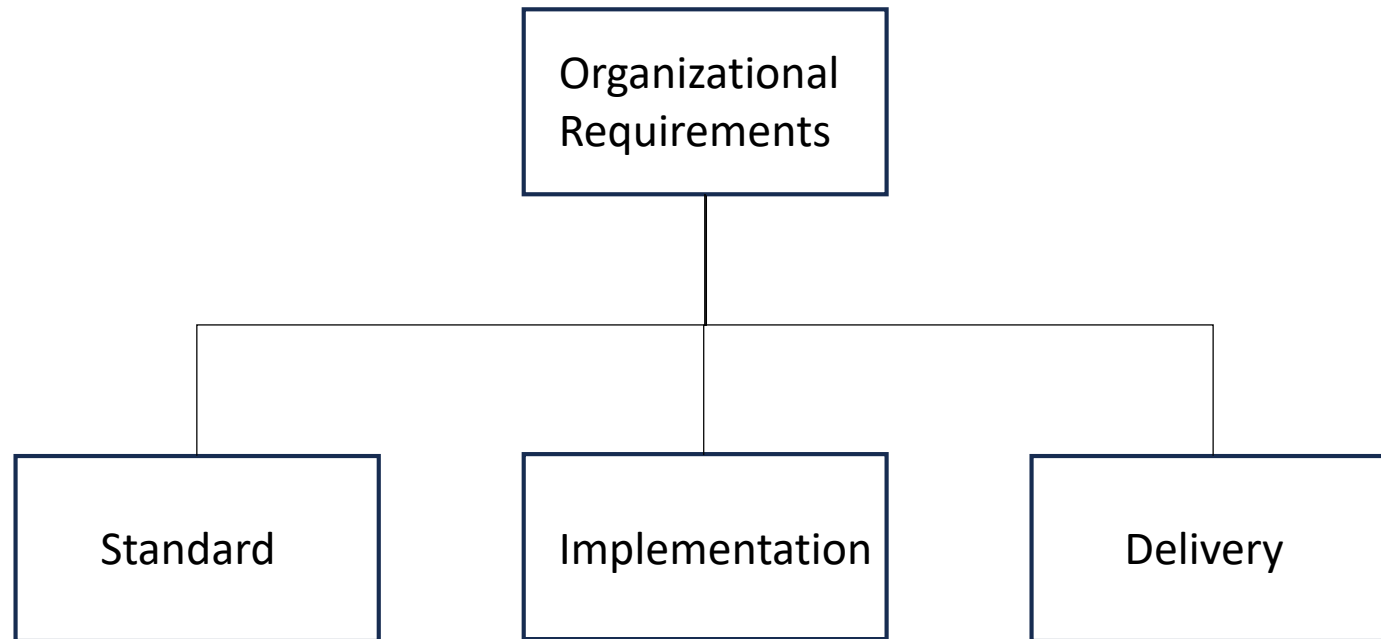 Organizational
Requirements
Standard
Implementation
Delivery